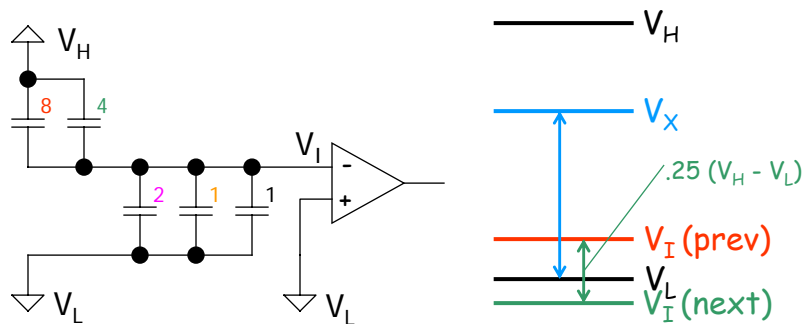 V_H
8
4
V_I
-
+
2
1
1
V_L
V_L
V_H
V_X
.25 (V_H - V_L)
V_I (prev)
V_L
V_I (next)